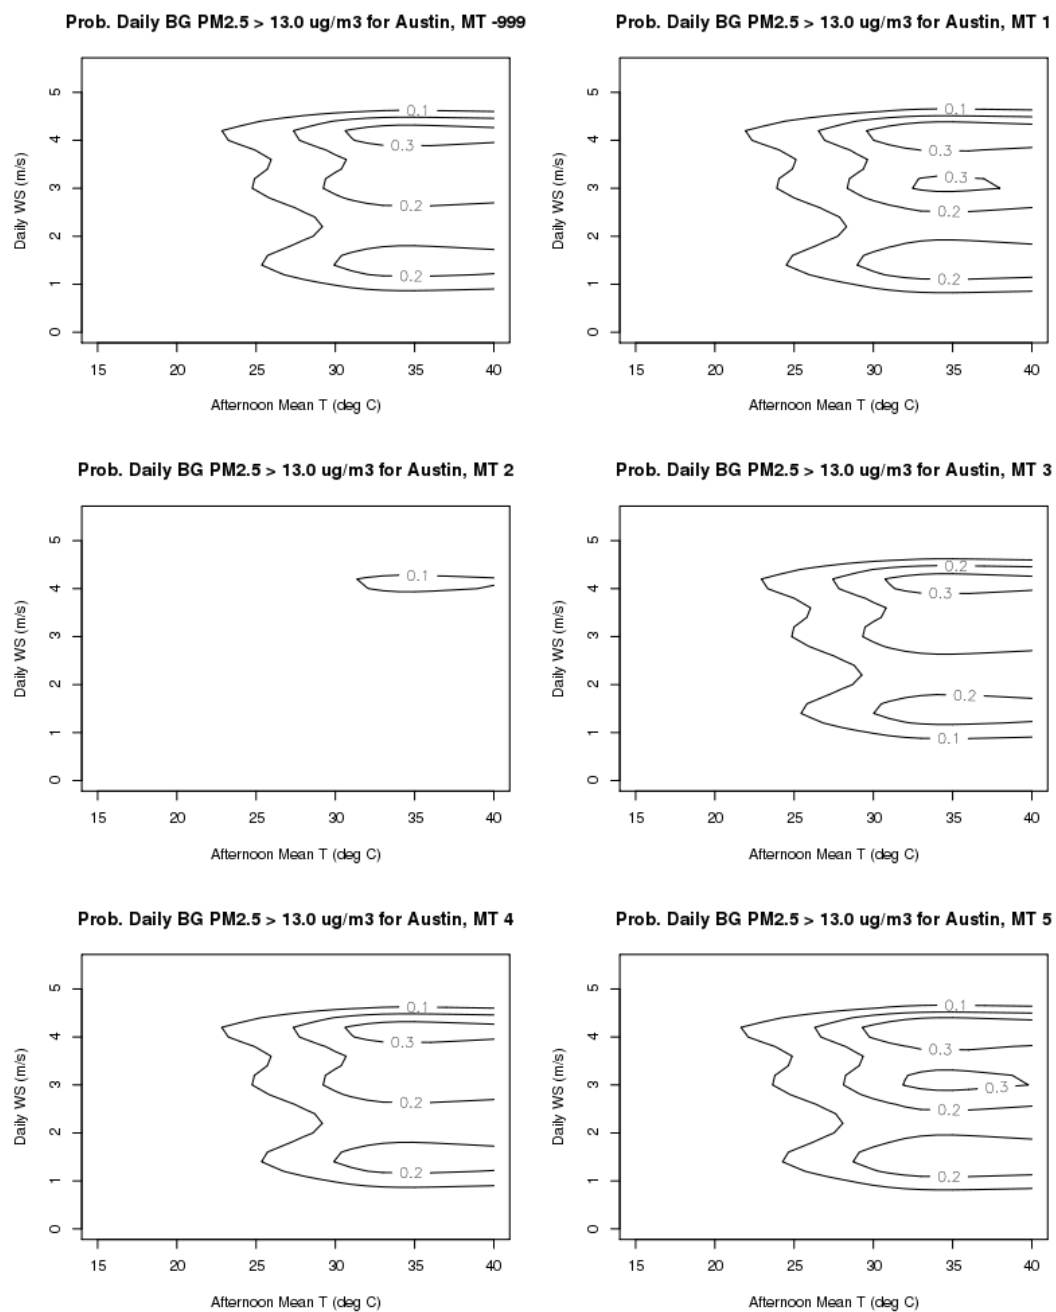 Prob. Daily BG PM2.5 > 13.0 ug/m3 for Austin, MT -999
Daily WS (m/s)
5
4
3
2
1
0
0.1
0.3
0.2
0.2
15 20 25 30 35 40
Afternoon Mean T (deg C)
Prob. Daily BG PM2.5 > 13.0 ug/m3 for Austin, MT 1
Daily WS (m/s)
5
4
3
2
1
0
0.1
0.3
0.3
0.2
0.2
15 20 25 30 35 40
Afternoon Mean T (deg C)
Prob. Daily BG PM2.5 > 13.0 ug/m3 for Austin, MT 2
Daily WS (m/s)
5
4
3
2
1
0
0.1
15 20 25 30 35 40
Afternoon Mean T (deg C)
Prob. Daily BG PM2.5 > 13.0 ug/m3 for Austin, MT 3
Daily WS (m/s)
5
4
3
2
1
0
0.2
0.3
0.2
0.1
15 20 25 30 35 40
Afternoon Mean T (deg C)
Prob. Daily BG PM2.5 > 13.0 ug/m3 for Austin, MT 4
Daily WS (m/s)
5
4
3
2
1
0
0.1
0.3
0.2
0.2
15 20 25 30 35 40
Afternoon Mean T (deg C)
Prob. Daily BG PM2.5 > 13.0 ug/m3 for Austin, MT 5
Daily WS (m/s)
5
4
3
2
1
0
0.1
0.3
0.3
0.2
0.2
15 20 25 30 35 40
Afternoon Mean T (deg C)